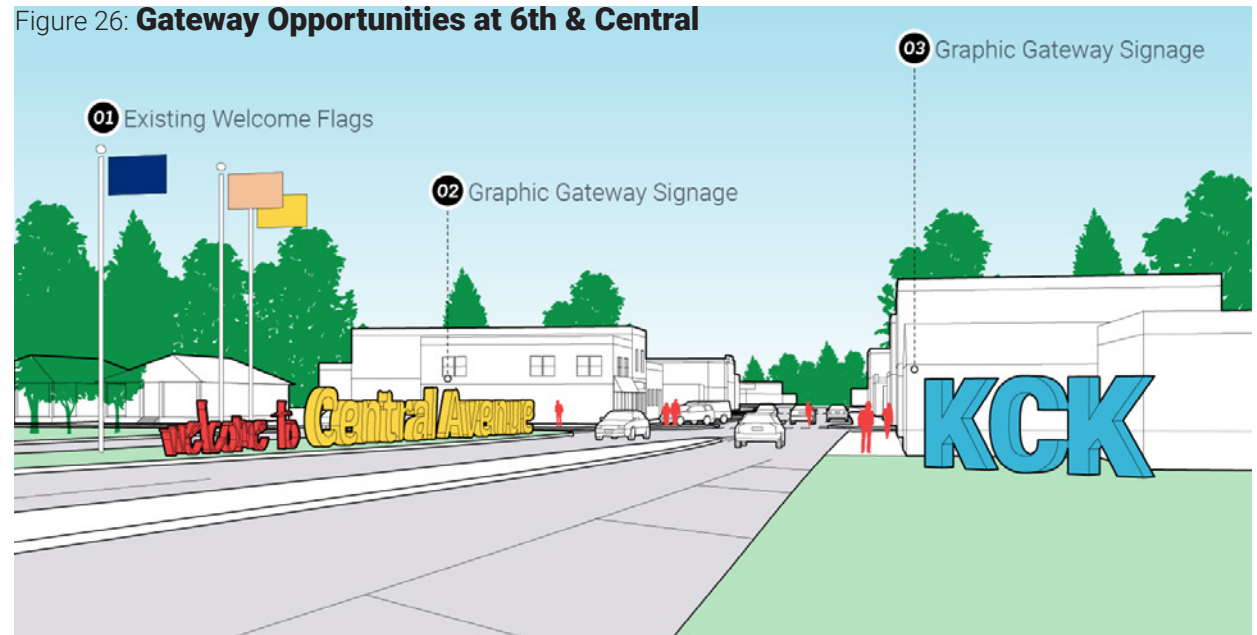 Figure 26: Gateway Opportunities at 6th & Central
03 Graphic Gateway Signage
01 Existing Welcome Flags
02 Graphic Gateway Signage
welcome to Central Avenue
KCK